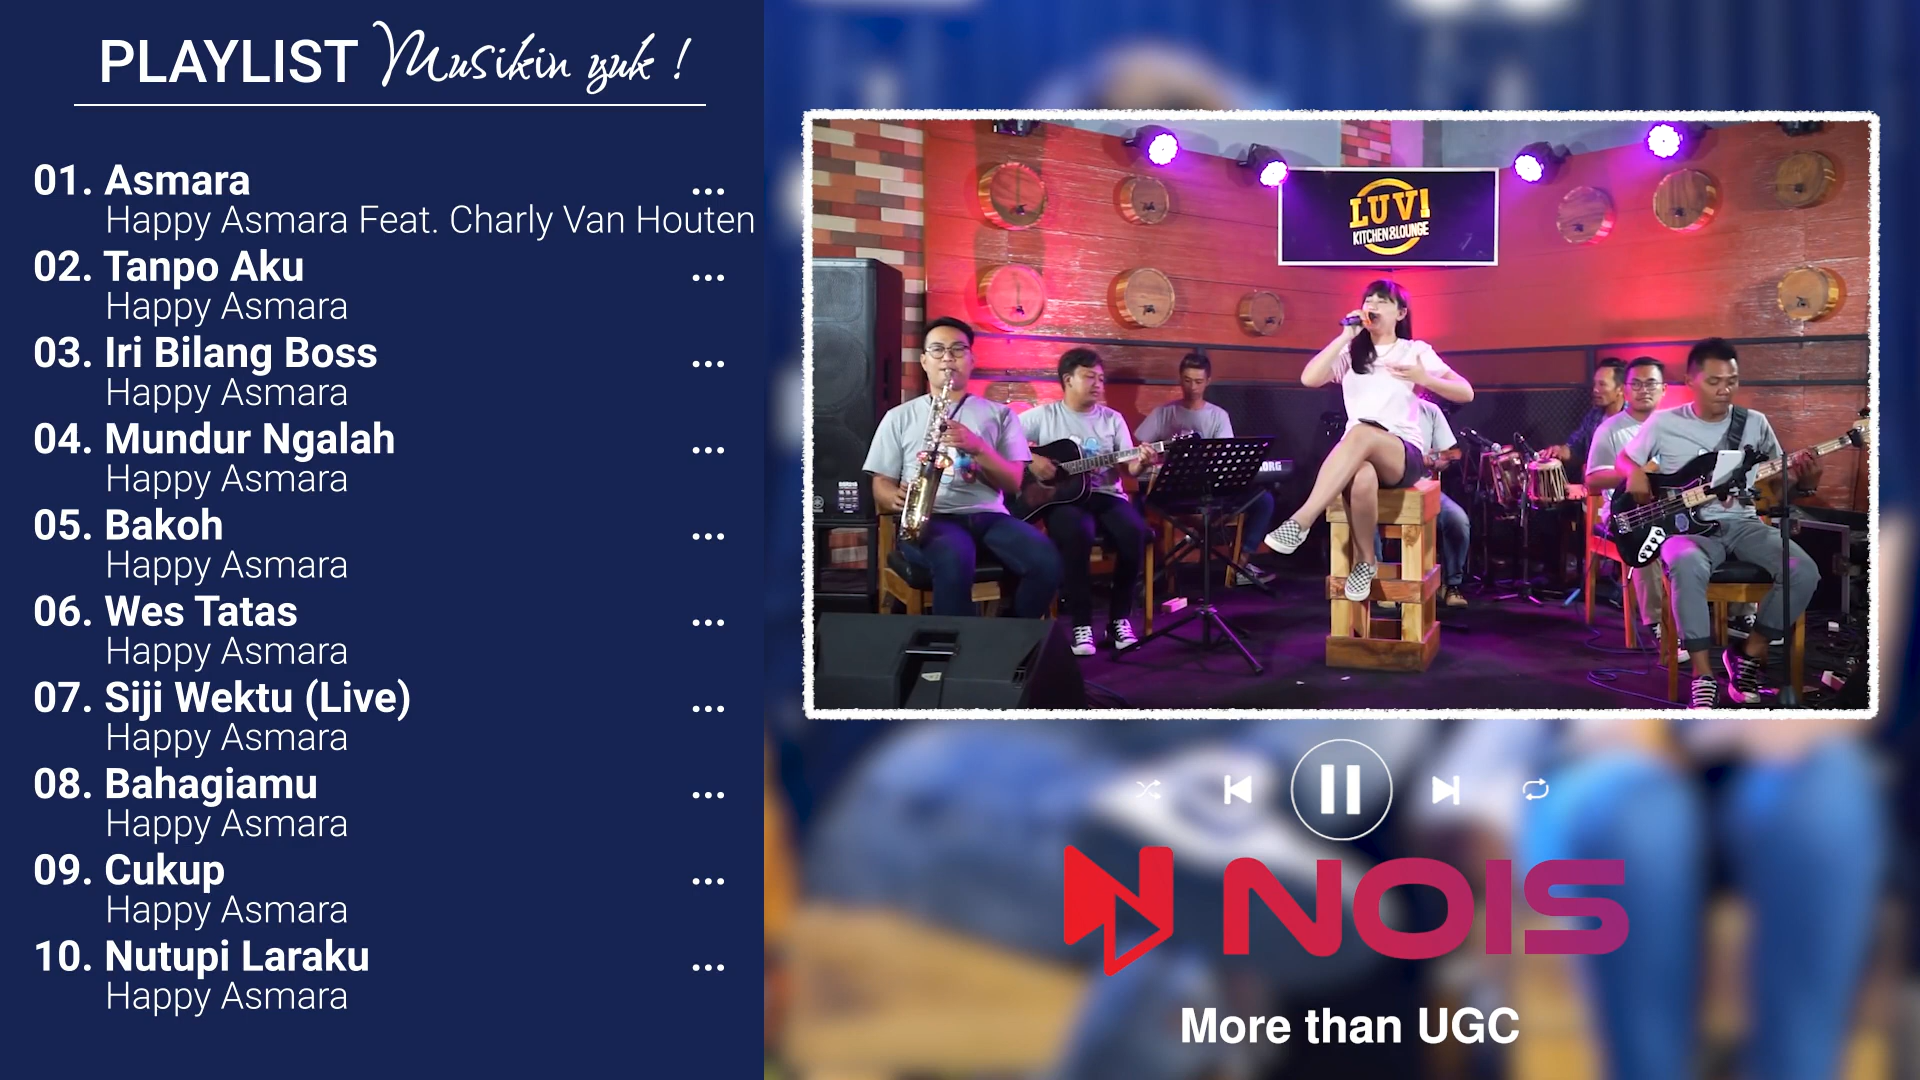 PLAYLIST Musikin yuk !
01. Asmara ...
Happy Asmara Feat. Charly Van Houten
02. Tanpo Aku ...
Happy Asmara
03. Iri Bilang Boss ...
Happy Asmara
04. Mundur Ngalah ...
Happy Asmara
05. Bakoh ...
Happy Asmara
06. Wes Tatas ...
Happy Asmara
07. Siji Wektu (Live) ...
Happy Asmara
08. Bahagiamu ...
Happy Asmara
09. Cukup ...
Happy Asmara
10. Nutupi Laraku ...
Happy Asmara
LUV!
KITCHEN&LOUNGE
KORG
NOIS
More than UGC